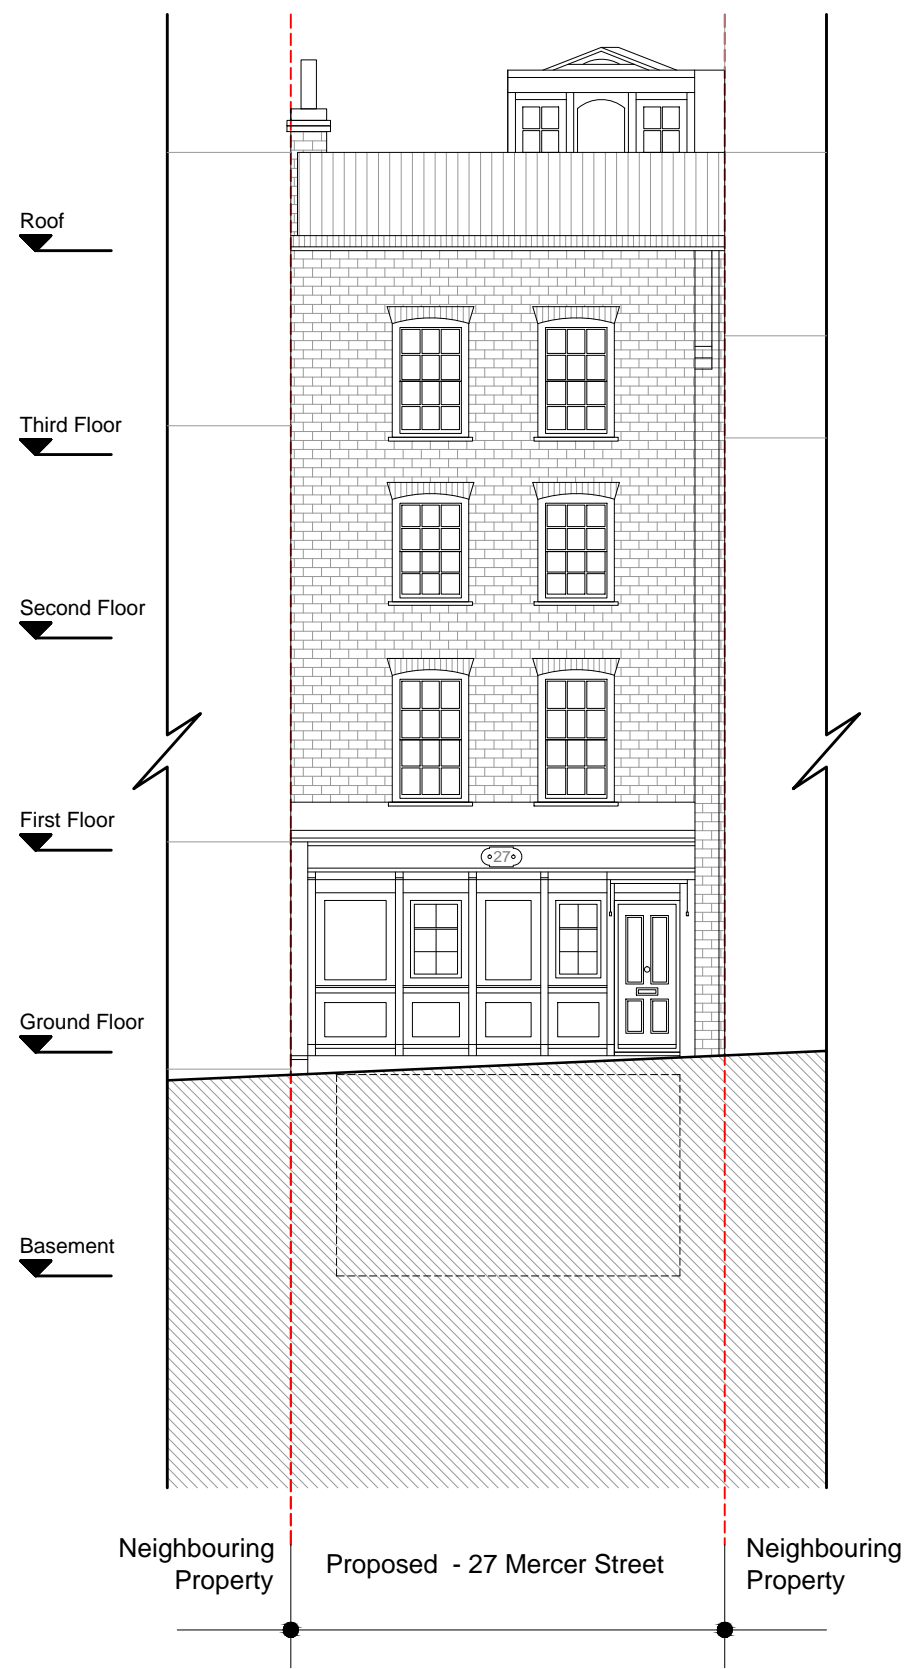 Roof
Third Floor
Second Floor
First Floor
27
Ground Floor
Basement
Neighbouring
Property
Proposed - 27 Mercer Street
Neighbouring
Property